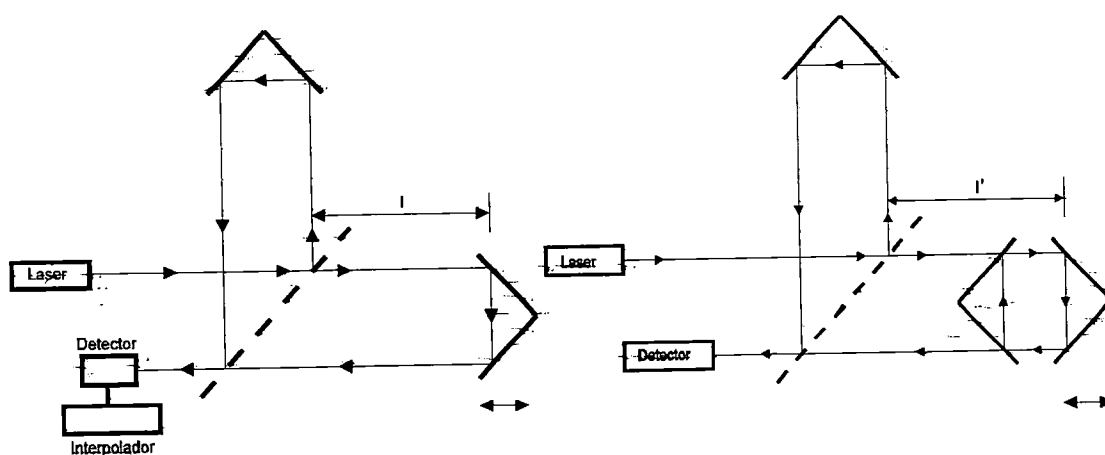 l
Laser
Detector
Interpolador
l'
Laser
Detector